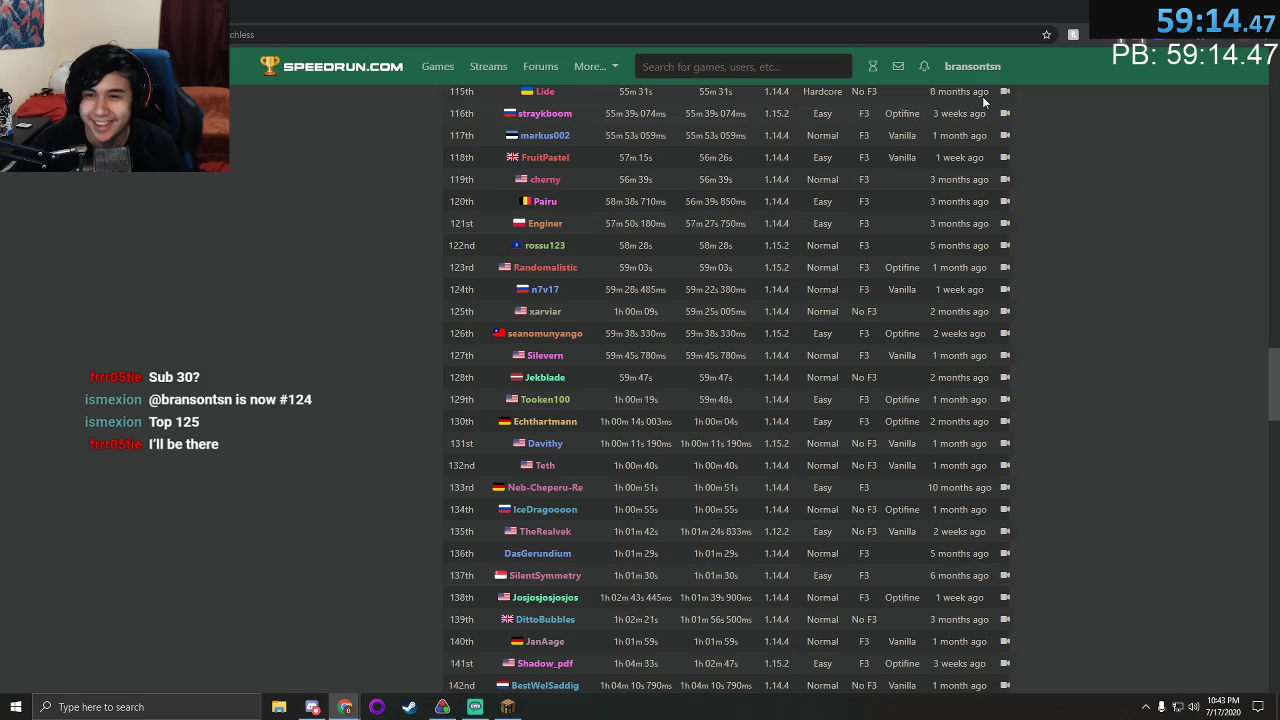 59:14.47
chless
PB: 59:14.47
SPEEDRUN.COM Games Streams Forums More... Search for games, users, etc... bransontsn
115th Lide 55m 31s 55m 31s 1.14.4 Hardcore No F3 8 months ago
116th straykboom 55m 39s 074ms 55m 39s 074ms 1.15.2 Easy F3 Optifine 3 weeks ago
117th markus002 55m 53s 059ms 55m 53s 059ms 1.14.4 Normal F3 Vanilla 1 month ago
118th FruitPastel 57m 15s 56m 26s 1.14.4 Easy F3 Vanilla 1 week ago
119th cherny 56m 39s 56m 39s 1.14.4 Normal F3 3 months ago
120th Pairu 58m 38s 710ms 56m 39s 850ms 1.14.4 Easy F3 3 months ago
121st Enginer 57m 50s 180ms 57m 27s 750ms 1.14.4 Easy F3 3 months ago
122nd rossu123 58m 28s 58m 28s 1.15.2 Normal F3 5 months ago
123rd Randomalistic 59m 03s 59m 03s 1.15.2 Normal F3 Optifine 1 month ago
124th n7v17 59m 28s 485ms 59m 22s 380ms 1.14.4 Normal F3 Vanilla 1 week ago
125th xarviar 1h 00m 09s 59m 25s 005ms 1.14.4 Normal No F3 2 months ago
126th seanomunyango 59m 38s 330ms 59m 38s 330ms 1.15.2 Easy F3 Optifine 2 weeks ago
127th Silevern 59m 45s 780ms 59m 45s 780ms 1.14.4 Normal F3 Vanilla 1 month ago
128th Jekblade 59m 47s 59m 47s 1.14.4 Normal No F3 2 months ago
129th Tooken100 1h 00m 19s 59m 48s 1.14.4 Easy F3 Optifine 1 month ago
130th Echthartmann 1h 00m 14s 003ms 1h 00m 04s 1.14.4 Easy F3 Optifine 2 months ago
131st Davithy 1h 00m 11s 190ms 1h 00m 11s 190ms 1.15.2 Normal No F3 Vanilla 1 month ago
132nd Teth 1h 00m 40s 1h 00m 40s 1.14.4 Normal No F3 1 month ago
133rd Neb-Cheperu-Re 1h 00m 51s 1h 00m 51s 1.14.4 Easy F3 10 months ago
134th IceDragoooon 1h 00m 55s 1h 00m 55s 1.14.4 Normal F3 Optifine 1 month ago
135th TheRealvek 1h 01m 42s 1h 01m 24s 833ms 1.12.2 Easy F3 Vanilla 2 weeks ago
136th DasGerundium 1h 01m 29s 1h 01m 29s 1.14.4 Normal F3 5 months ago
137th SilentSymmetry 1h 01m 30s 1h 01m 30s 1.14.4 Easy F3 6 months ago
138th Josjosjosjosjos 1h 02m 43s 445ms 1h 01m 39s 900ms 1.14.4 Normal F3 Optifine 1 week ago
139th DittoBubbles 1h 02m 21s 1h 01m 56s 500ms 1.14.4 Normal No F3 3 months ago
140th JanAage 1h 01m 59s 1h 01m 59s 1.14.4 Normal F3 Vanilla 1 month ago
141st Shadow_pdf 1h 04m 33s 1h 02m 47s 1.15.2 Easy F3 Optifine 3 weeks ago
142nd BestWelSaddig 1h 04m 10s 790ms 1h 04m 10s 790ms 1.14.4 Normal F3 Vanilla 1 month ago
frrr05tie Sub 30?
ismexion @bransontsn is now #124
ismexion Top 125
frrr05tie I'll be there
Type here to search
10:43 PM
7/17/2020